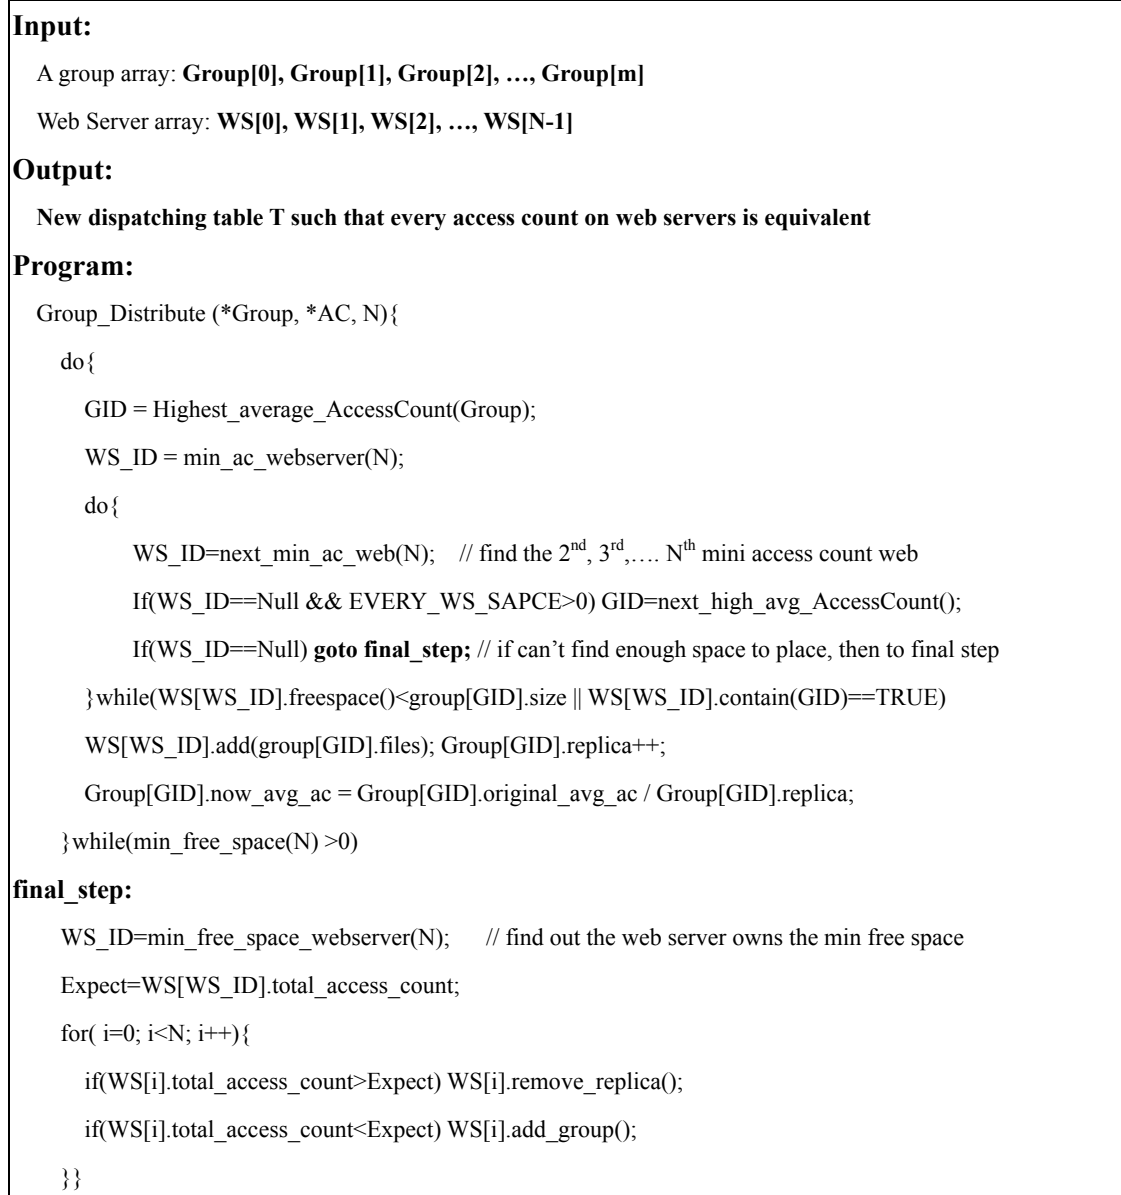 Input:
A group array: Group[0], Group[1], Group[2], …, Group[m]
Web Server array: WS[0], WS[1], WS[2], …, WS[N-1]
Output:
New dispatching table T such that every access count on web servers is equivalent
Program:
Group_Distribute (*Group, *AC, N){
do{
GID = Highest_average_AccessCount(Group);
WS_ID = min_ac_webserver(N);
do{
WS_ID=next_min_ac_web(N); // find the 2nd, 3rd,…. Nth mini access count web
If(WS_ID==Null && EVERY_WS_SAPCE>0) GID=next_high_avg_AccessCount();
If(WS_ID==Null) goto final_step; // if can't find enough space to place, then to final step
}while(WS[WS_ID].freespace()<group[GID].size || WS[WS_ID].contain(GID)==TRUE)
WS[WS_ID].add(group[GID].files); Group[GID].replica++;
Group[GID].now_avg_ac = Group[GID].original_avg_ac / Group[GID].replica;
}while(min_free_space(N) >0)
final_step:
WS_ID=min_free_space_webserver(N); // find out the web server owns the min free space
Expect=WS[WS_ID].total_access_count;
for( i=0; i<N; i++){
if(WS[i].total_access_count>Expect) WS[i].remove_replica();
if(WS[i].total_access_count<Expect) WS[i].add_group();
}}